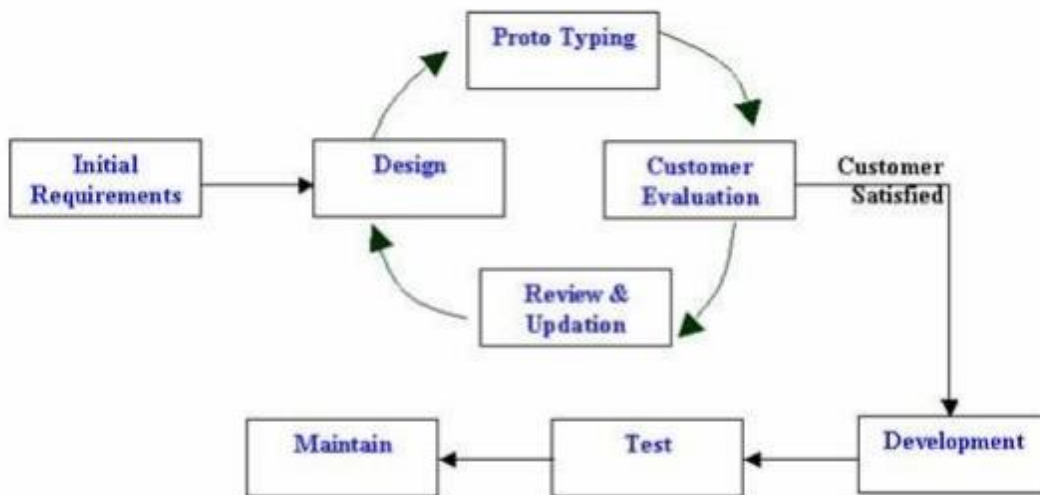 Proto Typing
Initial
Requirements
Design
Customer
Evaluation
Customer
Satisfied
Review &
Updation
Maintain
Test
Development